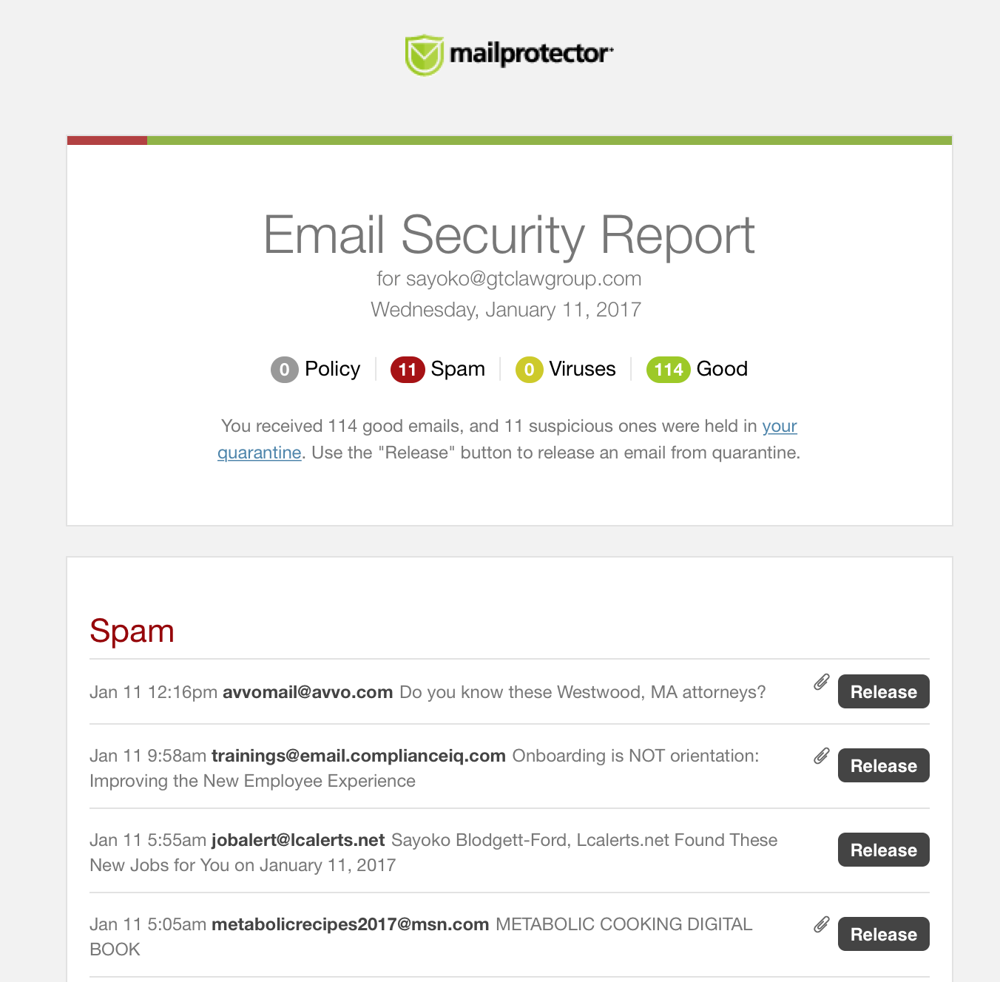 mailprotector
Email Security Report
for sayoko@gtclawgroup.com
Wednesday, January 11, 2017
0 Policy 11 Spam 0 Viruses 114 Good
You received 114 good emails, and 11 suspicious ones were held in your
quarantine. Use the "Release" button to release an email from quarantine.
Spam
Jan 11 12:16pm avvomail@avvo.com Do you know these Westwood, MA attorneys? Release
Jan 11 9:58am trainings@email.complianceiq.com Onboarding is NOT orientation:
Improving the New Employee Experience
Release
Jan 11 5:55am jobalert@lcalerts.net Sayoko Blodgett-Ford, Lcalerts.net Found These
New Jobs for You on January 11, 2017
Release
Jan 11 5:05am metabolicrecipes2017@msn.com METABOLIC COOKING DIGITAL
BOOK
Release